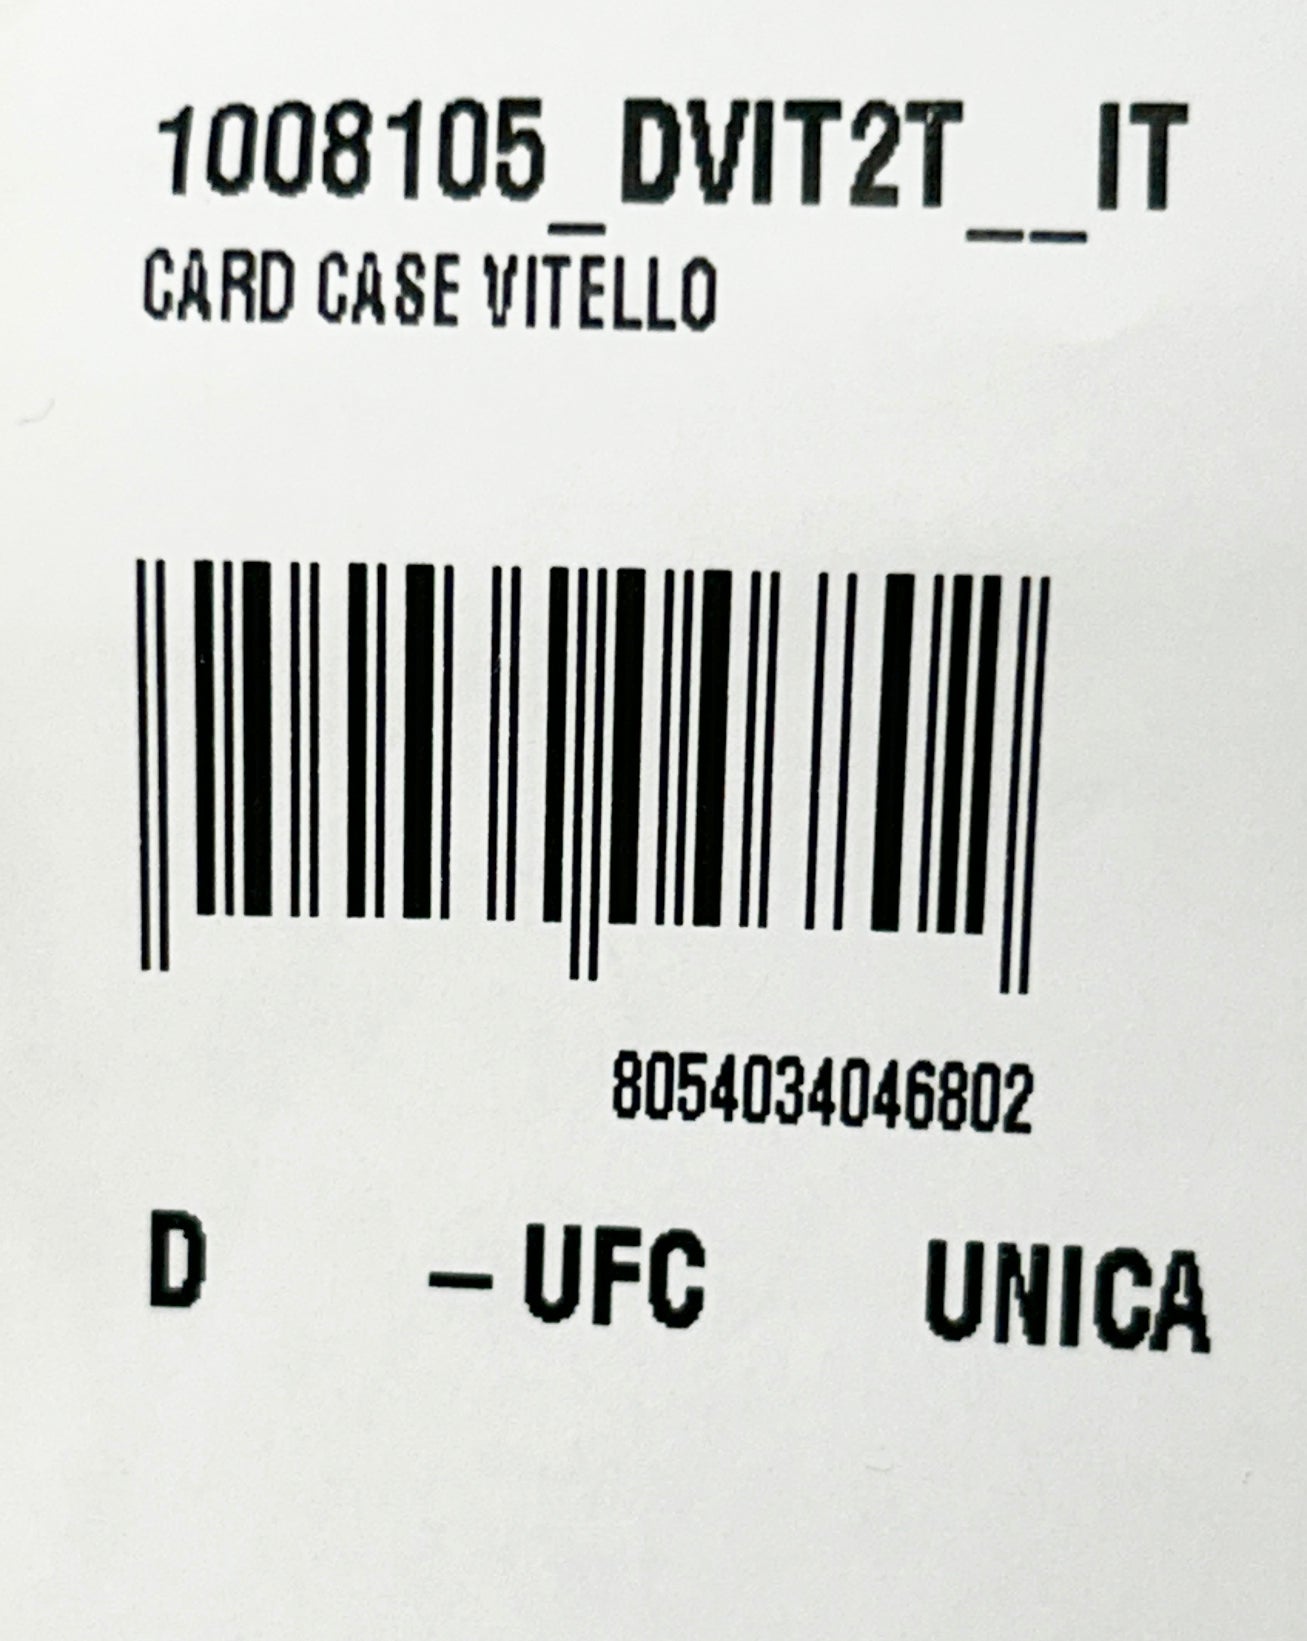 1008105_DVIT2T__IT
CARD CASE VITELLO
8054034046802
D – UFC UNICA